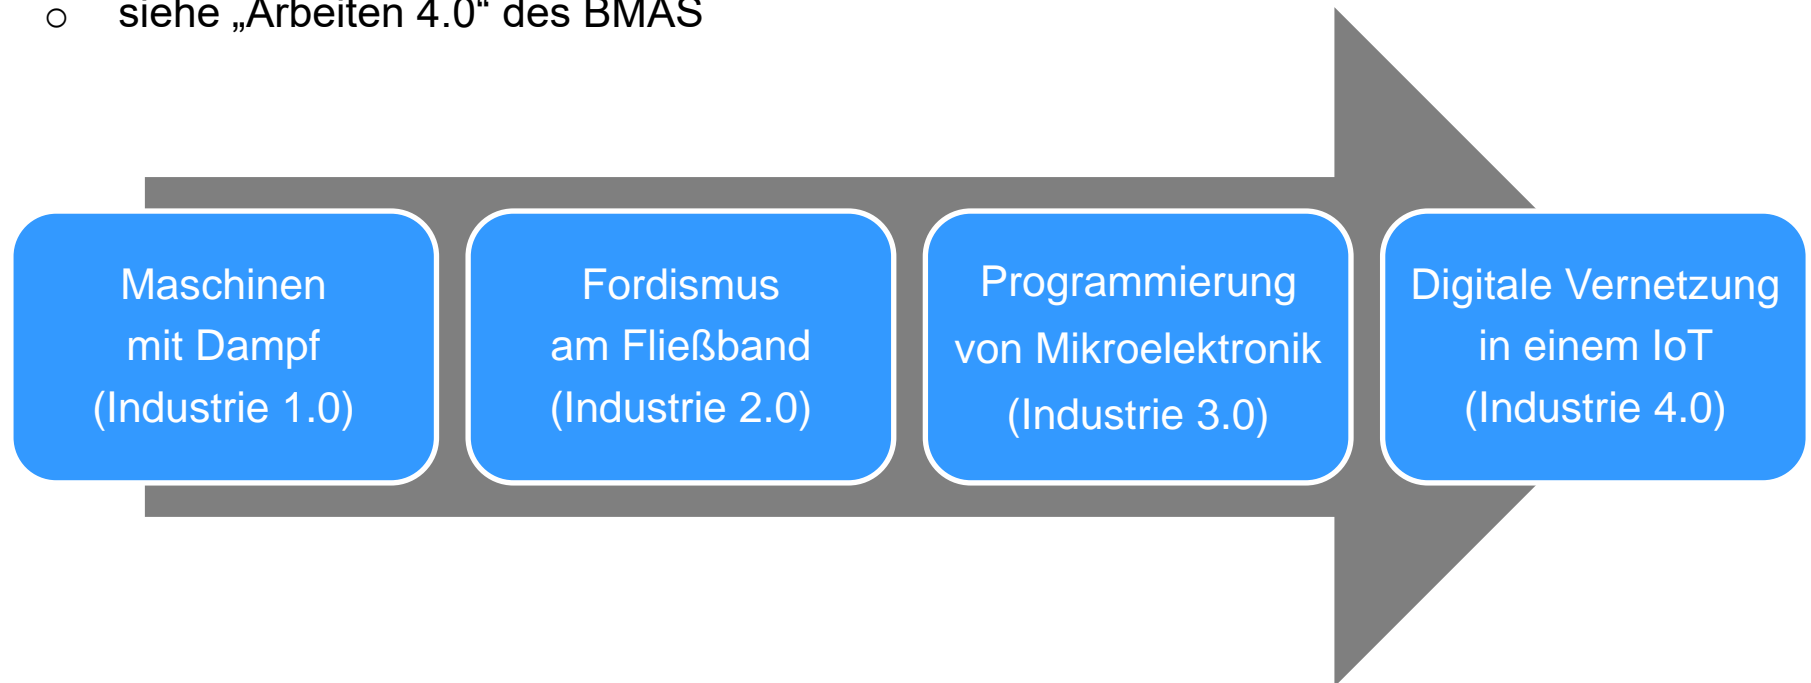 ○ siehe „Arbeiten 4.0“ des BMAS
Maschinen
mit Dampf
(Industrie 1.0)
Fordismus
am Fließband
(Industrie 2.0)
Programmierung
von Mikroelektronik
(Industrie 3.0)
Digitale Vernetzung
in einem IoT
(Industrie 4.0)